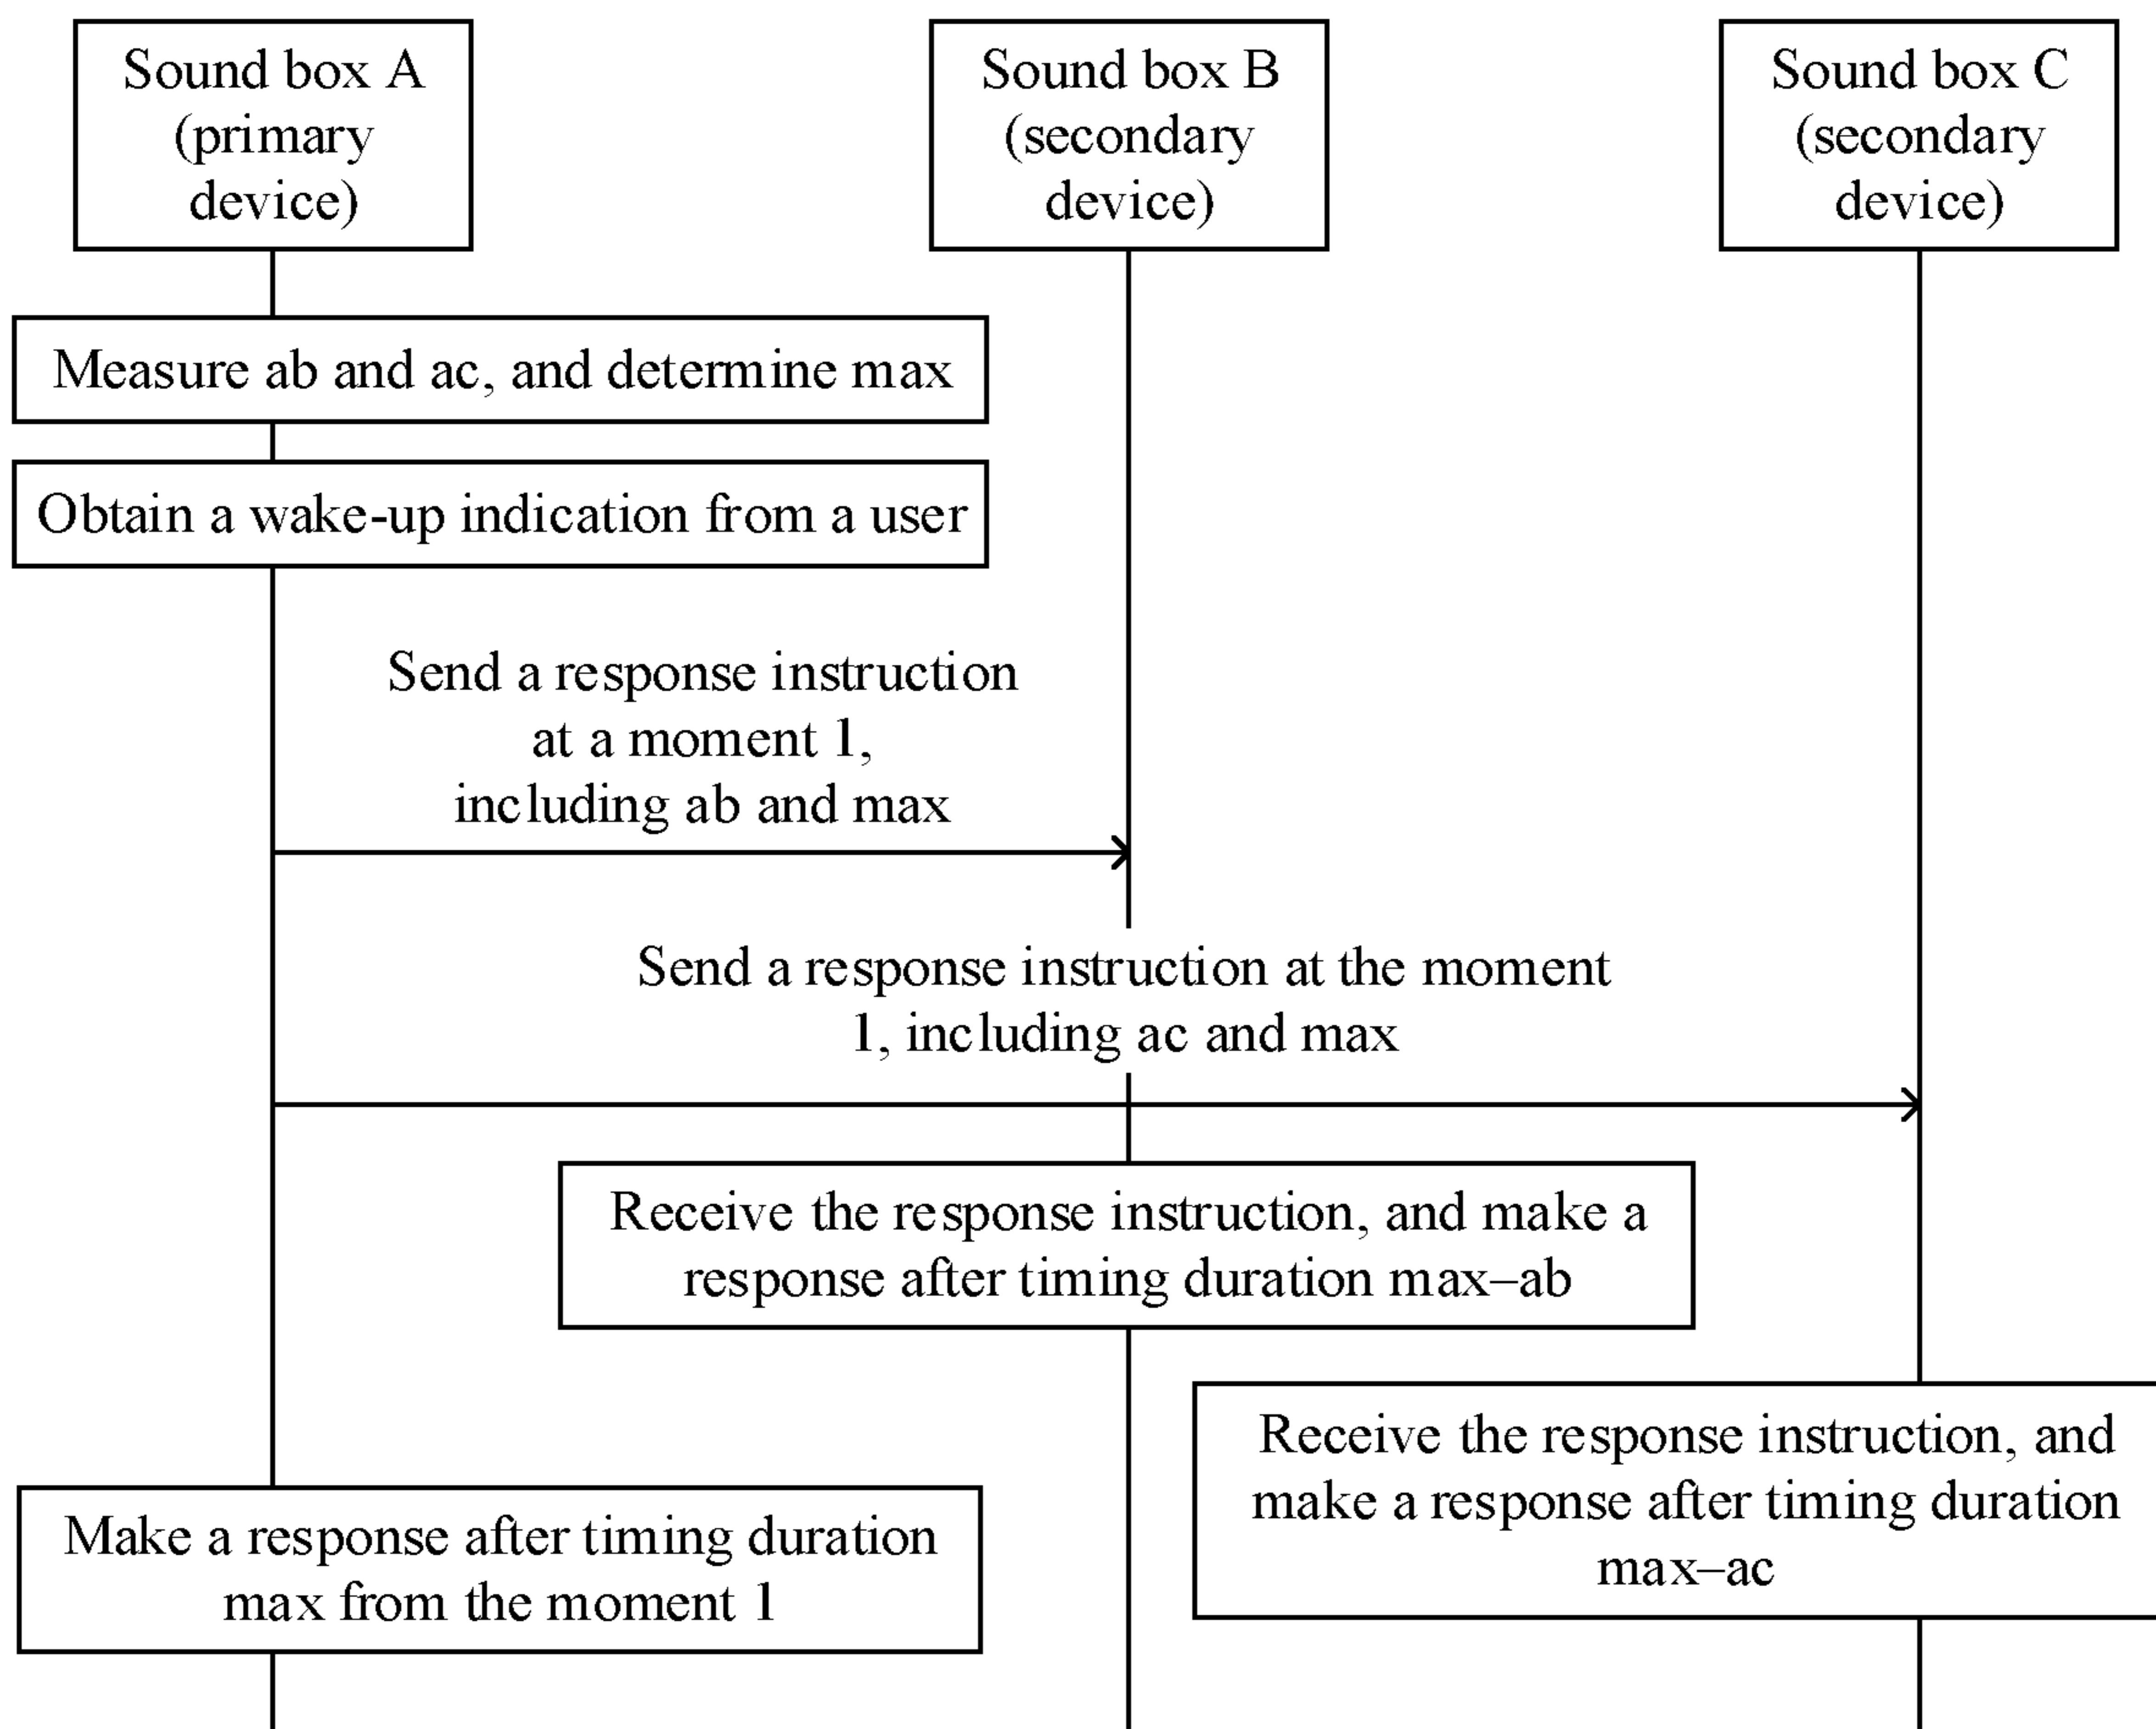 Sound box A
(primary
device)
Sound box B
(secondary
device)
Sound box C
(secondary
device)
Measure ab and ac, and determine max
Obtain a wake-up indication from a user
Send a response instruction
at a moment 1,
including ab and max
Send a response instruction at the moment
1, including ac and max
Receive the response instruction, and make a
response after timing duration max–ab
Receive the response instruction, and
make a response after timing duration
max–ac
Make a response after timing duration
max from the moment 1